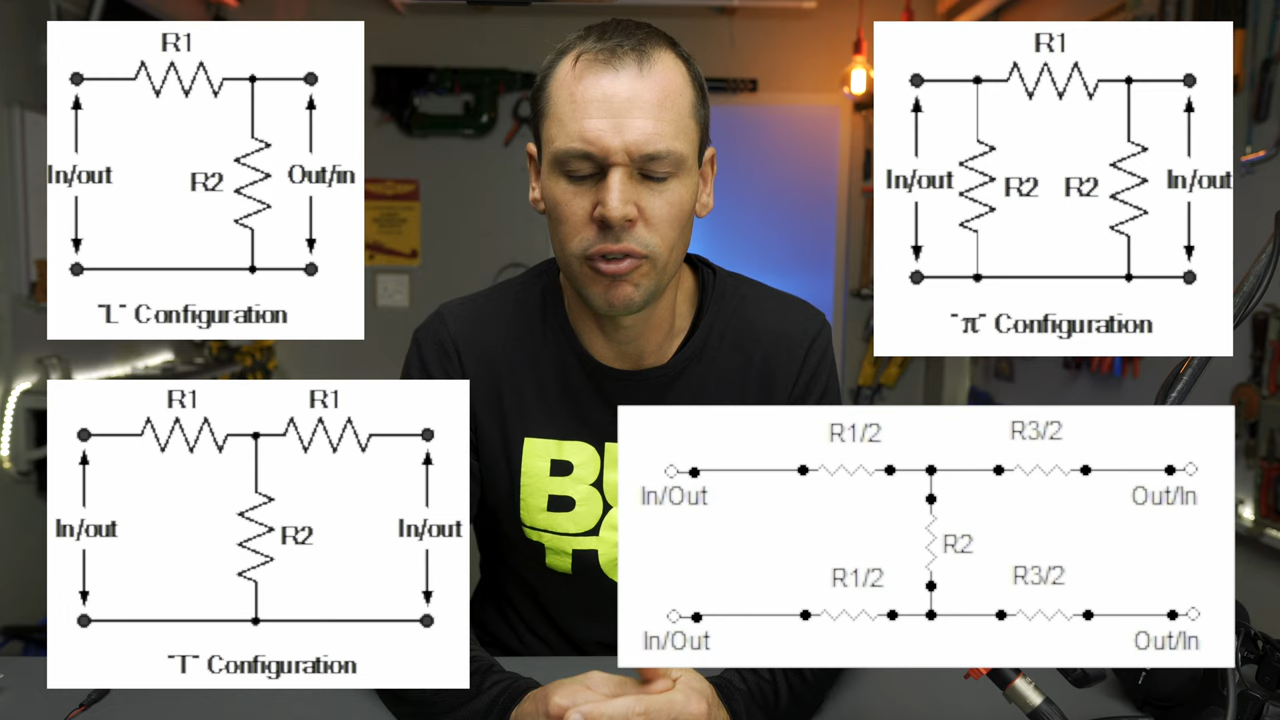 R1
In/out
R2
Out/in
"L" Configuration
R1
In/out
R2
R2
In/out
"π" Configuration
R1
R1
In/out
R2
In/out
"T" Configuration
R1/2
R3/2
In/Out
Out/In
R2
R1/2
R3/2
In/Out
Out/In